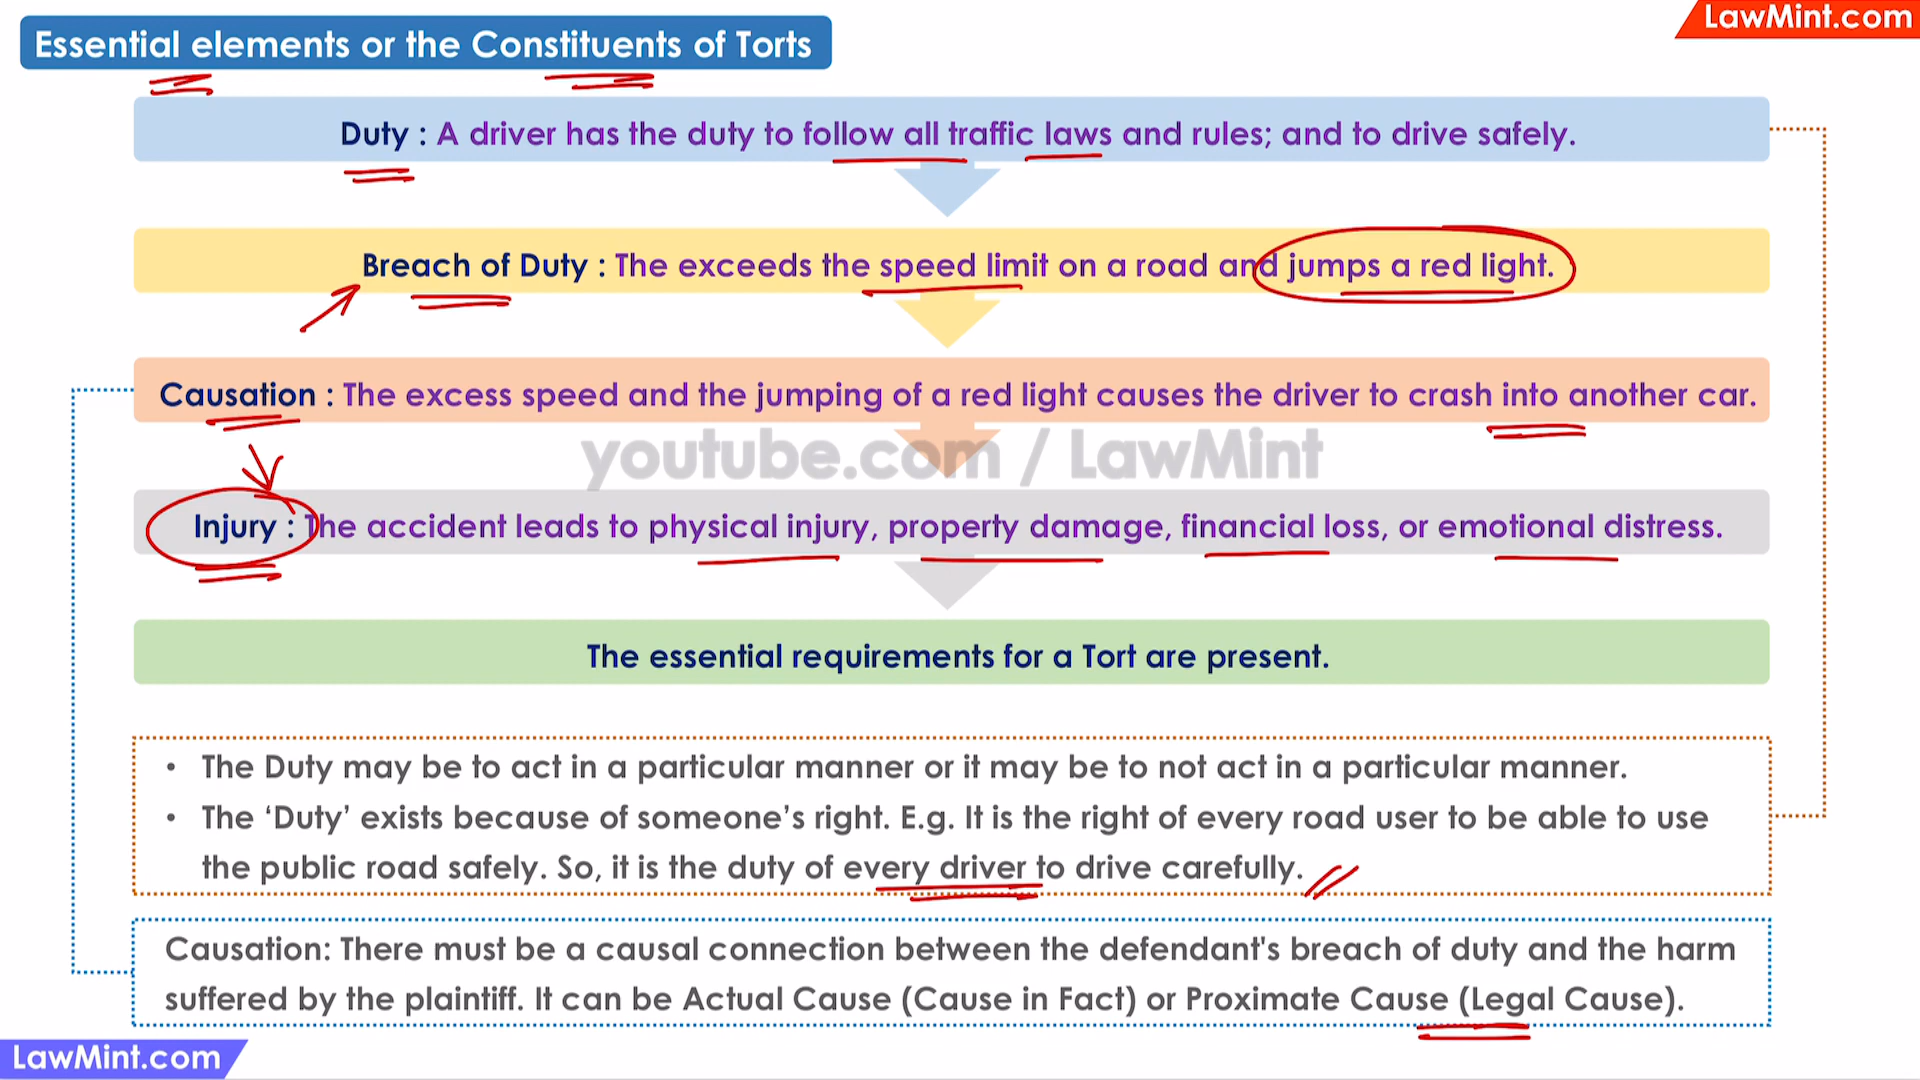 Essential elements or the Constituents of Torts
LawMint.com
Duty : A driver has the duty to follow all traffic laws and rules; and to drive safely.
Breach of Duty : The exceeds the speed limit on a road and jumps a red light.
Causation : The excess speed and the jumping of a red light causes the driver to crash into another car.
youtube.com / LawMint
Injury : The accident leads to physical injury, property damage, financial loss, or emotional distress.
The essential requirements for a Tort are present.
• The Duty may be to act in a particular manner or it may be to not act in a particular manner.
• The ‘Duty’ exists because of someone’s right. E.g. It is the right of every road user to be able to use
the public road safely. So, it is the duty of every driver to drive carefully.
Causation: There must be a causal connection between the defendant's breach of duty and the harm
suffered by the plaintiff. It can be Actual Cause (Cause in Fact) or Proximate Cause (Legal Cause).
LawMint.com